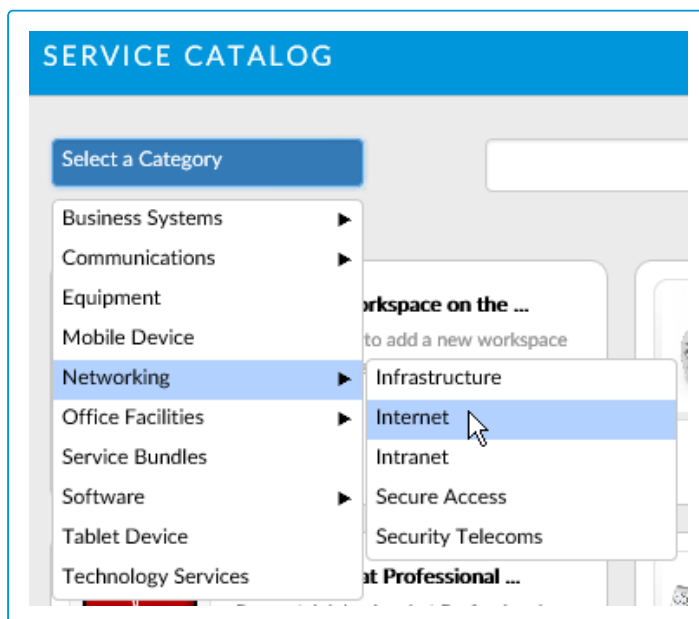 SERVICE CATALOG
Select a Category
Business Systems
Communications
Equipment
Mobile Device
Networking
Office Facilities
Service Bundles
Software
Tablet Device
Technology Services
Infrastructure
Internet
Intranet
Secure Access
Security Telecoms
on the ...
to add a new workspace
at Professional ...